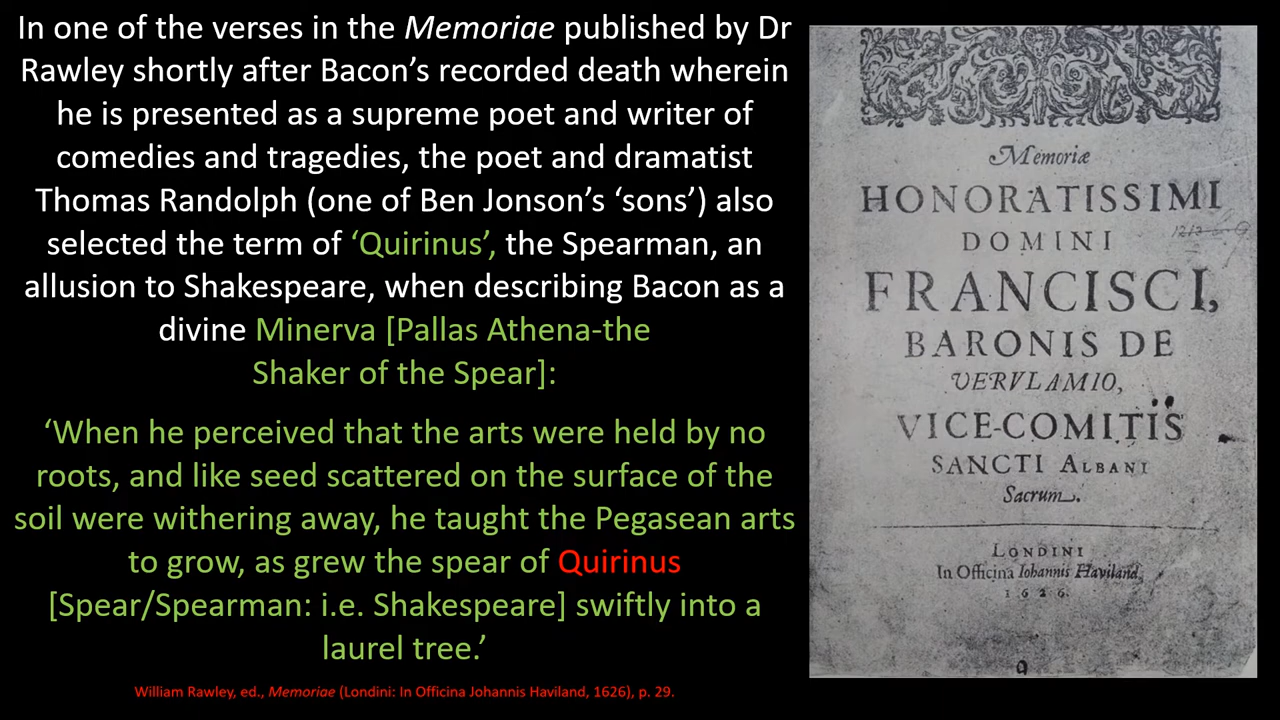 In one of the verses in the Memoriae published by Dr
Rawley shortly after Bacon’s recorded death wherein
he is presented as a supreme poet and writer of
comedies and tragedies, the poet and dramatist
Thomas Randolph (one of Ben Jonson’s ‘sons’) also
selected the term of ‘Quirinus’, the Spearman, an
allusion to Shakespeare, when describing Bacon as a
divine Minerva [Pallas Athena-the
Shaker of the Spear]:
‘When he perceived that the arts were held by no
roots, and like seed scattered on the surface of the
soil were withering away, he taught the Pegasean arts
to grow, as grew the spear of Quirinus
[Spear/Spearman: i.e. Shakespeare] swiftly into a
laurel tree.’
William Rawley, ed., Memoriae (Londini: In Officina Johannis Haviland, 1626), p. 29.
Memoriæ
HONORATISSIMI
DOMINI
FRANCISCI,
BARONIS DE
VERVLAMIO,
VICE-COMITIS
SANCTI ALBANI
Sacrum.
LONDINI
In Officina Iohannis Haviland,
1626.